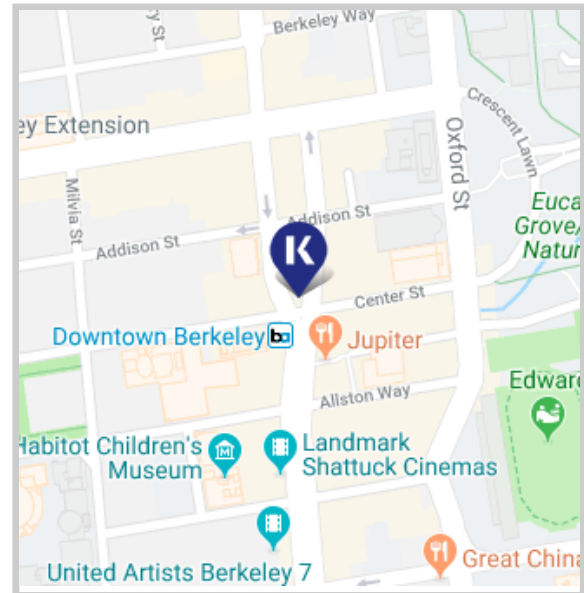 Berkeley Way
ry St
ey Extension
Crescent Lawn
Oxford St
Milvia St
Addison St
Euca
Grove/
Natur
Addison St
K
Center St
Downtown Berkeley
ba
Jupiter
Edward
Allston Way
Habitot Children's
Museum
Landmark
Shattuck Cinemas
United Artists Berkeley 7
Great China